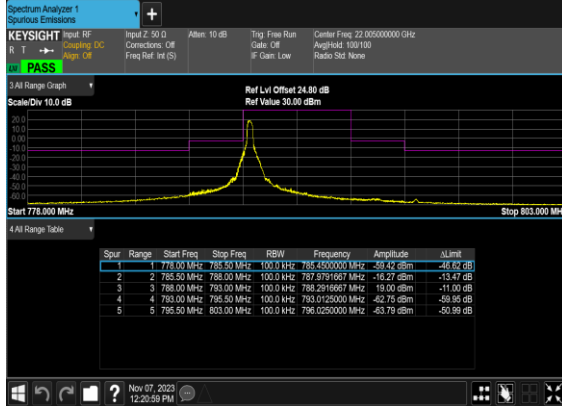 Spectrum Analyzer 1
Spurious Emissions
KEYSIGHT Input: RF Input Z: 50 Ω Atten: 10 dB Trig: Free Run Center Freq: 22.005000000 GHz
R T Coupling: DC Corrections: Off Gate: Off Avg|Hold: 100/100
Align: Off Freq Ref: Int (S) IF Gain: Low Radio Std: None
PASS
3 All Range Graph Ref Lvl Offset 24.80 dB
Scale/Div 10.0 dB Ref Value 30.00 dBm
20.0
10.0
0.00
-10.0
-20.0
-30.0
-40.0
-50.0
-60.0
Start 778.000 MHz Stop 803.000 MH
4 All Range Table
Spur Range Start Freq Stop Freq RBW Frequency Amplitude ΔLimit
1 1 778.00 MHz 785.50 MHz 100.0 kHz 785.4500000 MHz -59.42 dBm -46.62 dB
2 2 785.50 MHz 788.00 MHz 100.0 kHz 787.9791667 MHz -16.27 dBm -13.47 dB
3 3 788.00 MHz 793.00 MHz 100.0 kHz 788.2916667 MHz 19.00 dBm -11.00 dB
4 4 793.00 MHz 795.50 MHz 100.0 kHz 793.0125000 MHz -62.75 dBm -59.95 dB
5 5 795.50 MHz 803.00 MHz 100.0 kHz 796.0250000 MHz -63.79 dBm -50.99 dB
Nov 07, 2023
12:20:59 PM